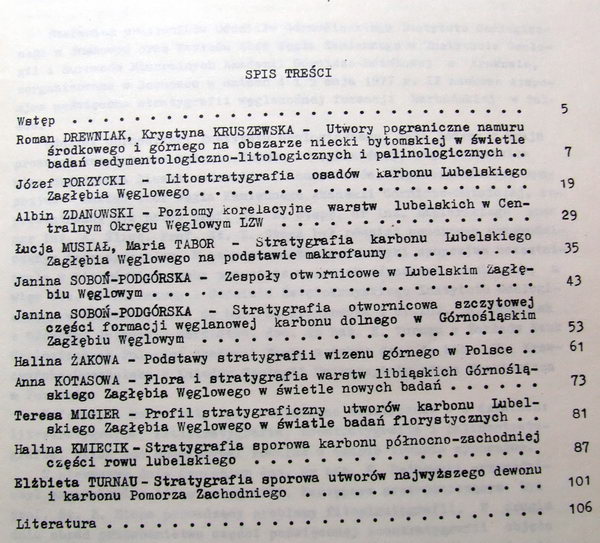 SPIS TREŚCI
Wstęp . . . . . . . . . . . . . . . . . . . . . . . . . . 5
Roman DREWNIAK, Krystyna KRUSZEWSKA - Utwory pograniczne namuru
środkowego i górnego na obszarze niecki bytomskiej w świetle
badań sedymentologiczno-litologicznych i palinologicznych .. 7
Józef PORZYCKI - Litostratygrafia osadów karbonu Lubelskiego
Zagłębia Węglowego . . . . . . . . . . . . . . . . . 19
Albin ZDANOWSKI - Poziomy korelacyjne warstw lubelskich w Cen-
tralnym Okręgu Węglowym LZW . . . . . . . . . . . . 29
Łucja MUSIAŁ, Maria TABOR - Stratygrafia karbonu Lubelskiego
Zagłębia Węglowego na podstawie makrofauny . . . . . . 35
Janina SOBOŃ-PODGÓRSKA - Zespoły otwornicowe w Lubelskim Zagłę-
biu Węglowym . . . . . . . . . . . . . . . . . . . . 43
Janina SOBOŃ-PODGÓRSKA - Stratygrafia otwornicowa szczytowej
części formacji węglanowej karbonu dolnego w Górnośląskim
Zagłębiu Węglowym . . . . . . . . . . . . . . . . . 53
Halina ŻAKOWA - Podstawy stratygrafii wizenu górnego w Polsce .. 61
Anna KOTASOWA - Flora i stratygrafia warstw libiąskich Górnoślą-
skiego Zagłębia Węglowego w świetle nowych badań . . . . . 73
Teresa MIGIER - Profil stratygraficzny utworów karbonu Lubel-
skiego Zagłębia Węglowego w światle badań florystycznych .. 81
Halina KMIECIK - Stratygrafia sporowa karbonu północno-zachodniej
części rowu lubelskiego . . . . . . . . . . . . . . . 87
Elżbieta TURNAU - Stratygrafia sporowa utworów najwyższego dewonu
i karbonu Pomorza Zachodniego . . . . . . . . . . . . 101
Literatura . . . . . . . . . . . . . . . . . . . . . . . 106